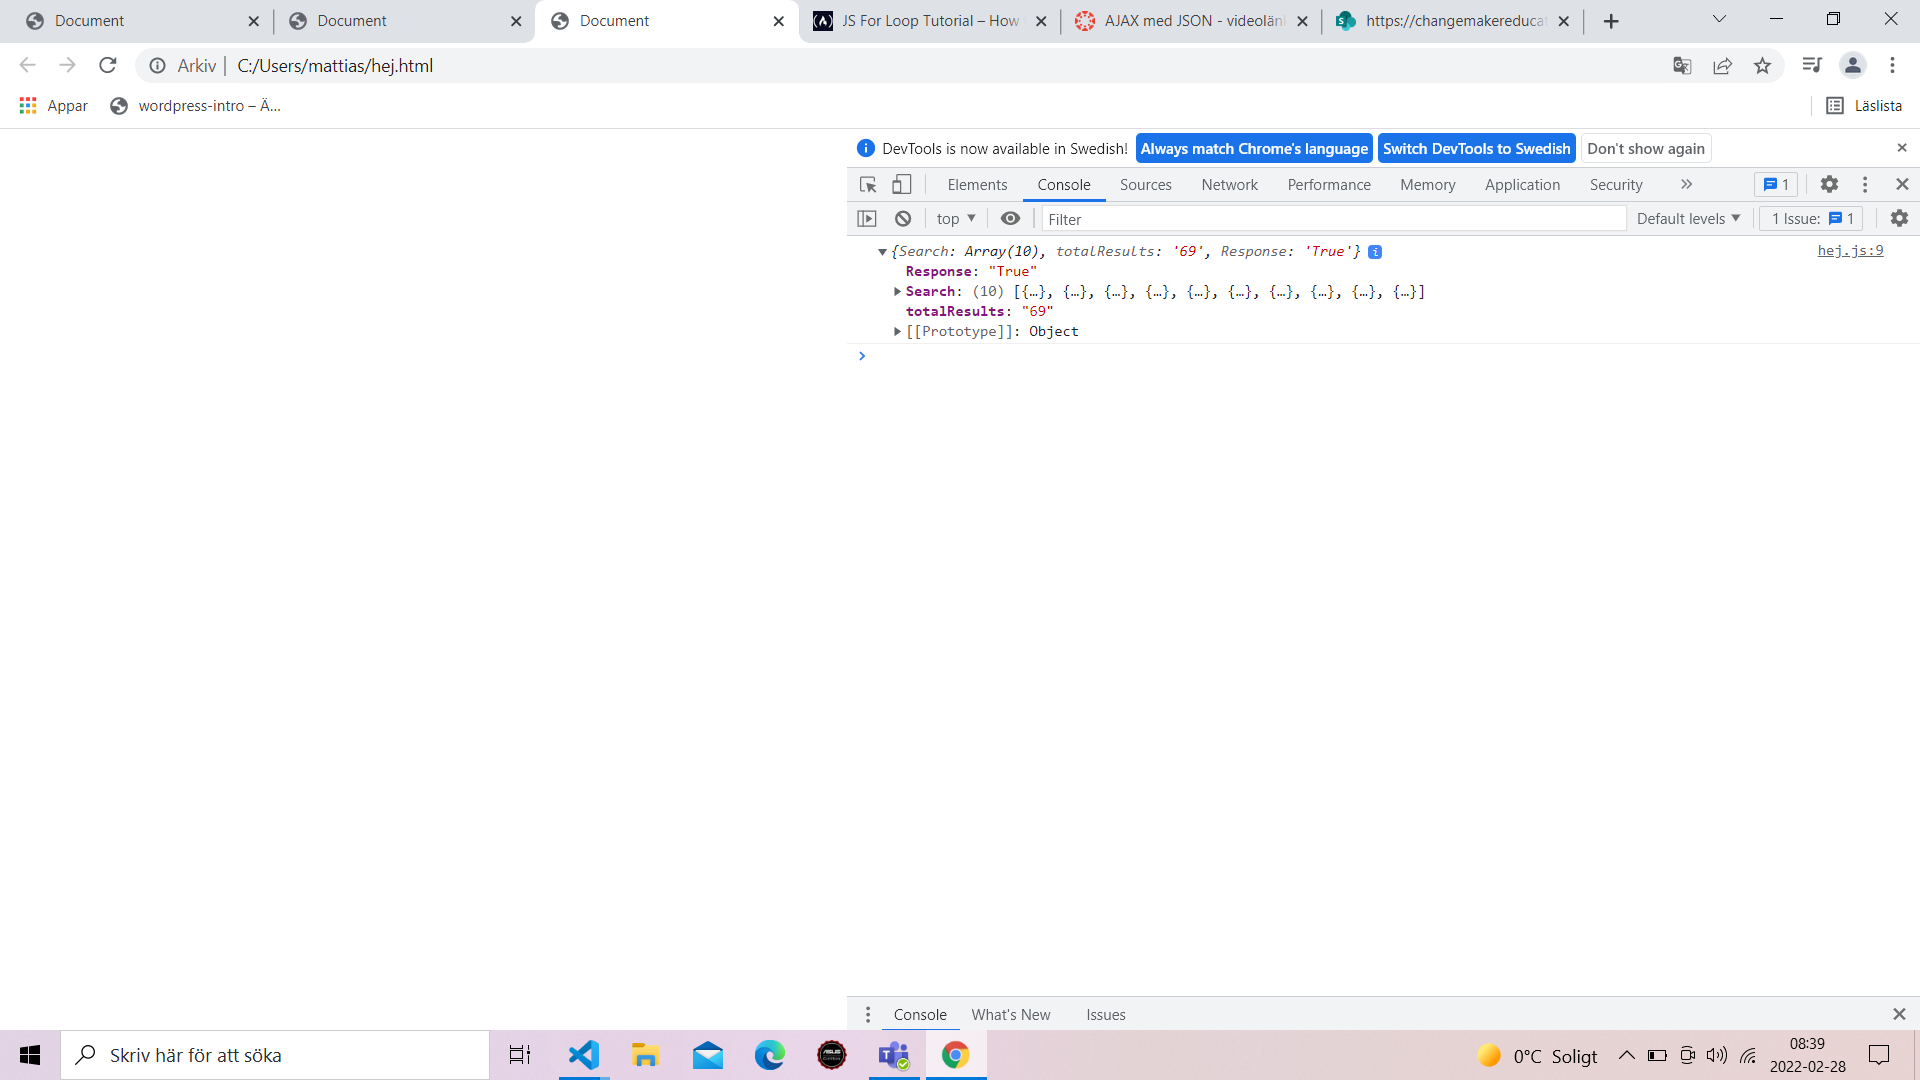 Document
Document
Document
JS For Loop Tutorial – How
AJAX med JSON - videolän
https://changemakereducat
Arkiv
C:/Users/mattias/hej.html
Appar
wordpress-intro – Ä...
Läslista
DevTools is now available in Swedish!
Always match Chrome's language
Switch DevTools to Swedish
Don't show again
Elements
Console
Sources
Network
Performance
Memory
Application
Security
1
top
Filter
Default levels
1 Issue: 1
{Search: Array(10), totalResults: '69', Response: 'True'}
hej.js:9
Response: "True"
Search: (10) [{…}, {…}, {…}, {…}, {…}, {…}, {…}, {…}, {…}, {…}]
totalResults: "69"
[[Prototype]]: Object
Console
What's New
Issues
Skriv här för att söka
0°C Soligt
08:39
2022-02-28